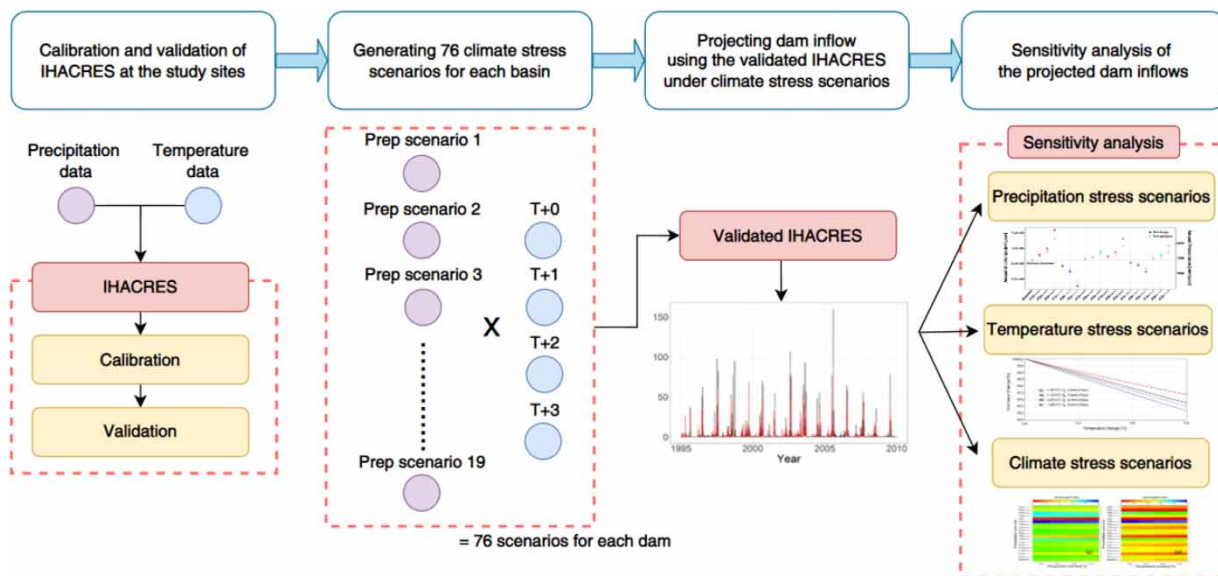 Calibration and validation of
IHACRES at the study sites
Generating 76 climate stress
scenarios for each basin
Projecting dam inflow
using the validated IHACRES
under climate stress scenarios
Sensitivity analysis of
the projected dam inflows
Precipitation
data
Temperature
data
IHACRES
Calibration
Validation
Prep scenario 1
Prep scenario 2
Prep scenario 3
Prep scenario 19
X
T+0
T+1
T+2
T+3
= 76 scenarios for each dam
Validated IHACRES
150
100
50
0
1995
2000
2005
2010
Year
Sensitivity analysis
Precipitation stress scenarios
Temperature stress scenarios
Climate stress scenarios